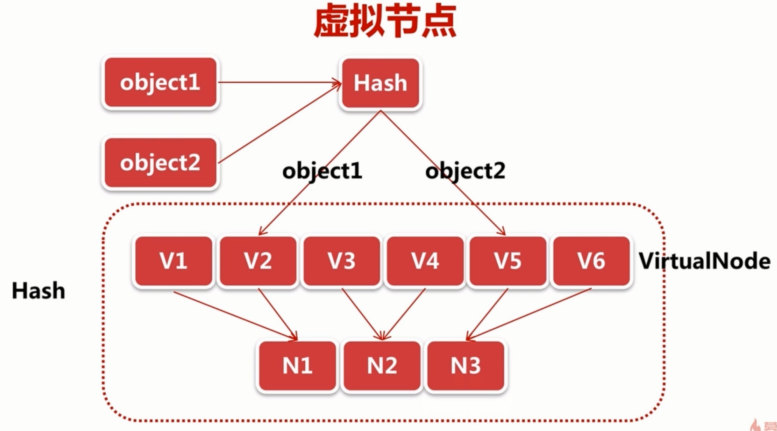 虚拟节点
object1
Hash
object2
object1
object2
V1
V2
V3
V4
V5
V6
VirtualNode
Hash
N1
N2
N3